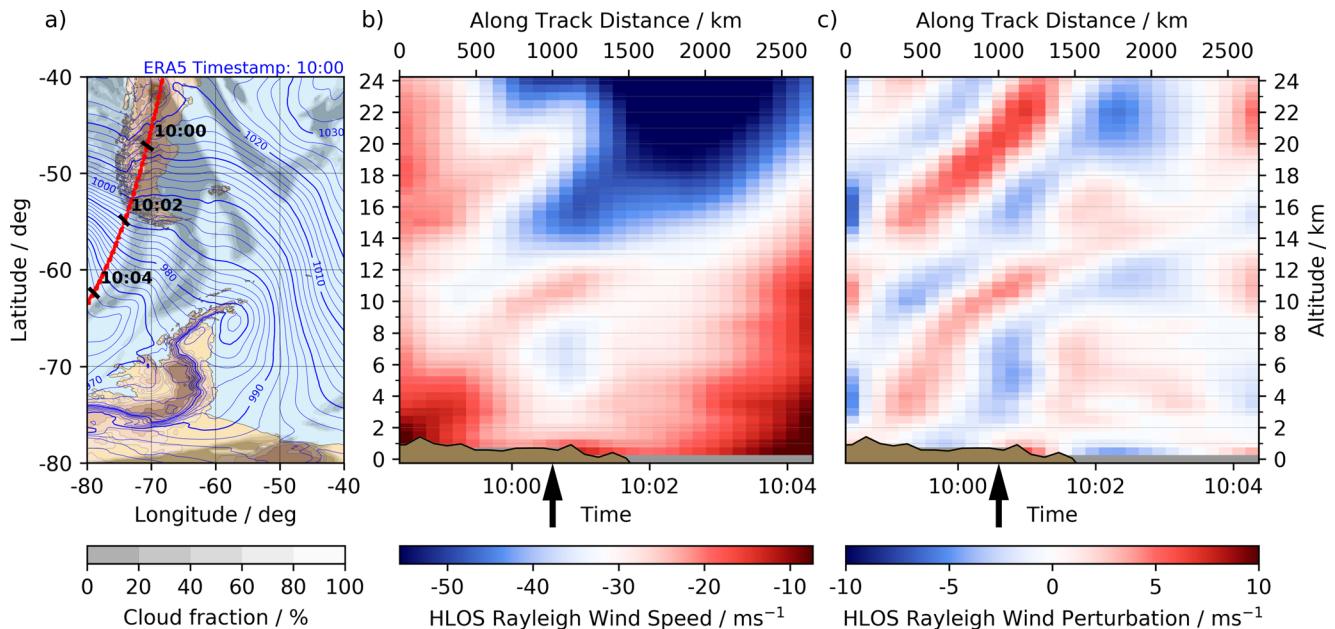 a)
ERA5 Timestamp: 10:00
-40
-50
-60
-70
-80
Latitude / deg
-80 -70 -60 -50 -40
Longitude / deg
10:00
10:02
10:04
1030
1020
1000
980
1010
970
990
0 20 40 60 80 100
Cloud fraction / %
b)
Along Track Distance / km
0 500 1000 1500 2000 2500
24
22
20
18
16
14
12
10
8
6
4
2
0
10:00 10:02 10:04
Time
-50 -40 -30 -20 -10
HLOS Rayleigh Wind Speed / ms⁻¹
c)
Along Track Distance / km
0 500 1000 1500 2000 2500
24
22
20
18
16
14
12
10
8
6
4
2
0
Altitude / km
10:00 10:02 10:04
Time
-10 -5 0 5 10
HLOS Rayleigh Wind Perturbation / ms⁻¹